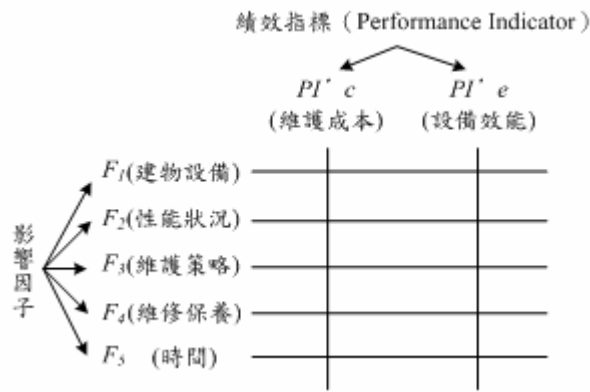 績效指標（Performance Indicator）
PI' c PI' e
(維護成本) (設備效能)
F1(建物設備)
F2(性能狀況)
F3(維護策略)
F4(維修保養)
F5 (時間)
影響因子